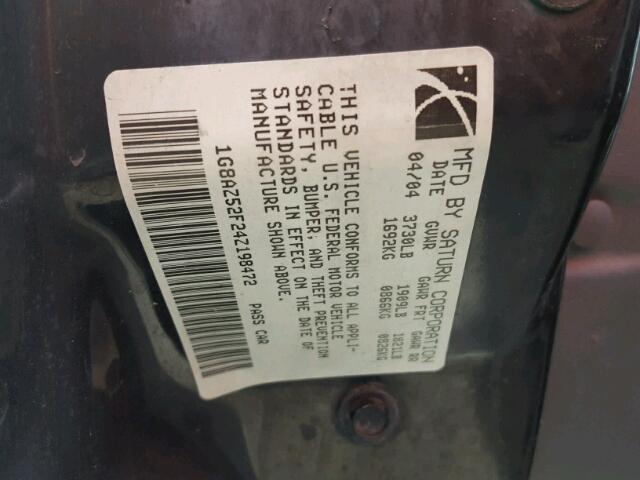 MFD BY SATURN CORPORATION
DATE GVWR GAWR FRT GAWR RR
04/04 3730LB 1909LB 1821LB
1692KG 0866KG 0826KG
THIS VEHICLE CONFORMS TO ALL APPLI-
CABLE U.S. FEDERAL MOTOR VEHICLE
SAFETY, BUMPER, AND THEFT PREVENTION
STANDARDS IN EFFECT ON THE DATE OF
MANUFACTURE SHOWN ABOVE.
1G8AZ52F24Z198472 PASS CAR